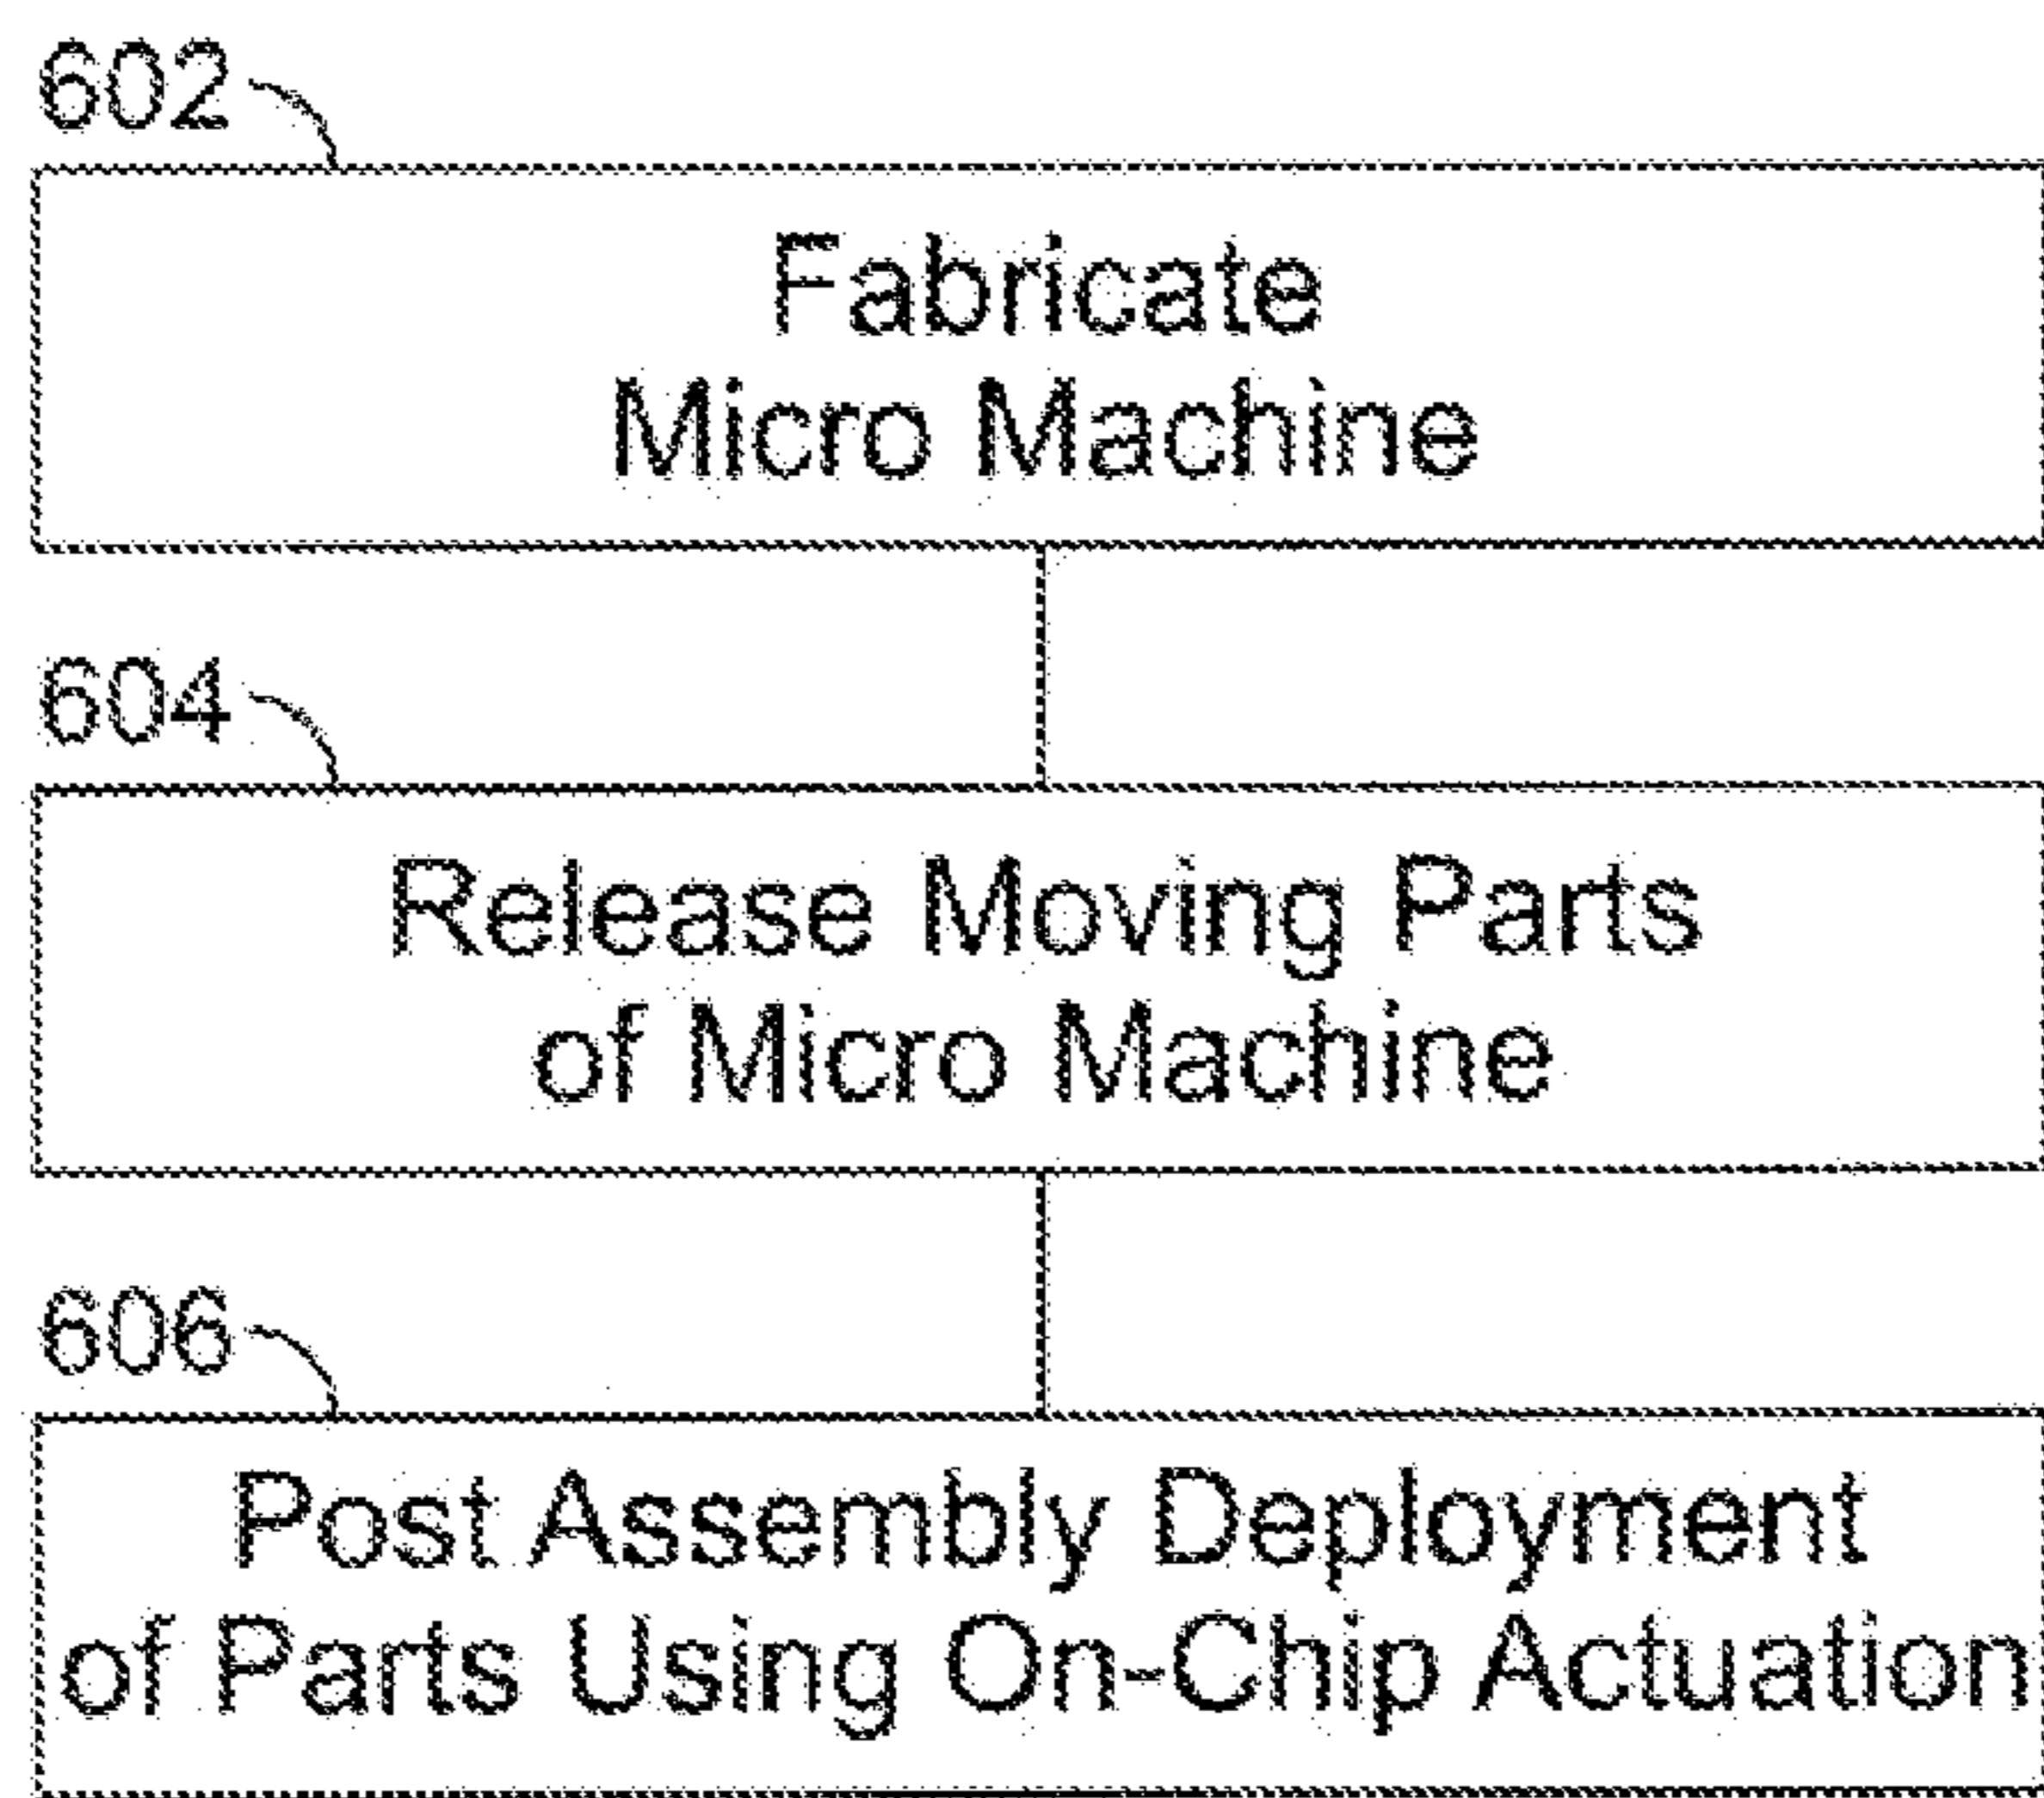 602
Fabricate
Micro Machine
604
Release Moving Parts
of Micro Machine
606
Post Assembly Deployment
of Parts Using On-Chip Actuation